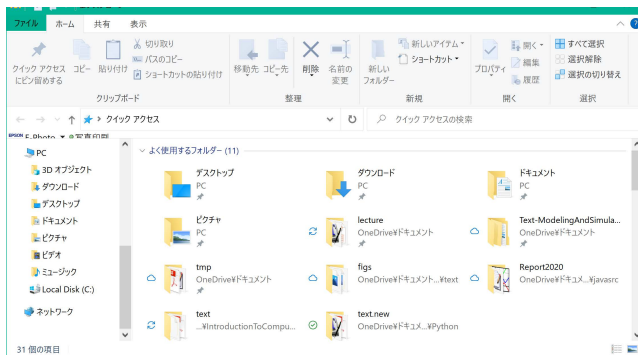 ファイル ホーム 共有 表示
クイック アクセス にピン留めする
コピー 貼り付け
切り取り
パスのコピー
ショートカットの貼り付け
クリップボード
移動先 コピー先 削除 名前の 変更
整理
新しい フォルダー
新しいアイテム
ショートカット
新規
プロパティ
開く
編集
履歴
開く
すべて選択
選択解除
選択の切り替え
選択
クイック アクセス
クイック アクセスの検索
EPSON E-Photo 写真印刷
PC
3D オブジェクト
ダウンロード
デスクトップ
ドキュメント
ピクチャ
ビデオ
ミュージック
Local Disk (C:)
ネットワーク
よく使用するフォルダー (11)
デスクトップ
PC
ダウンロード
PC
ドキュメント
PC
ピクチャ
PC
lecture
OneDrive¥ドキュメント
Text-ModelingAndSimula...
OneDrive¥ドキュメント
tmp
OneDrive¥ドキュメント
figs
OneDrive¥ドキュメント...¥text
Report2020
OneDrive¥ドキュメ...¥javasrc
text
...¥IntroductionToCompu...
text.new
OneDrive¥ドキュメ...¥Python
31 個の項目